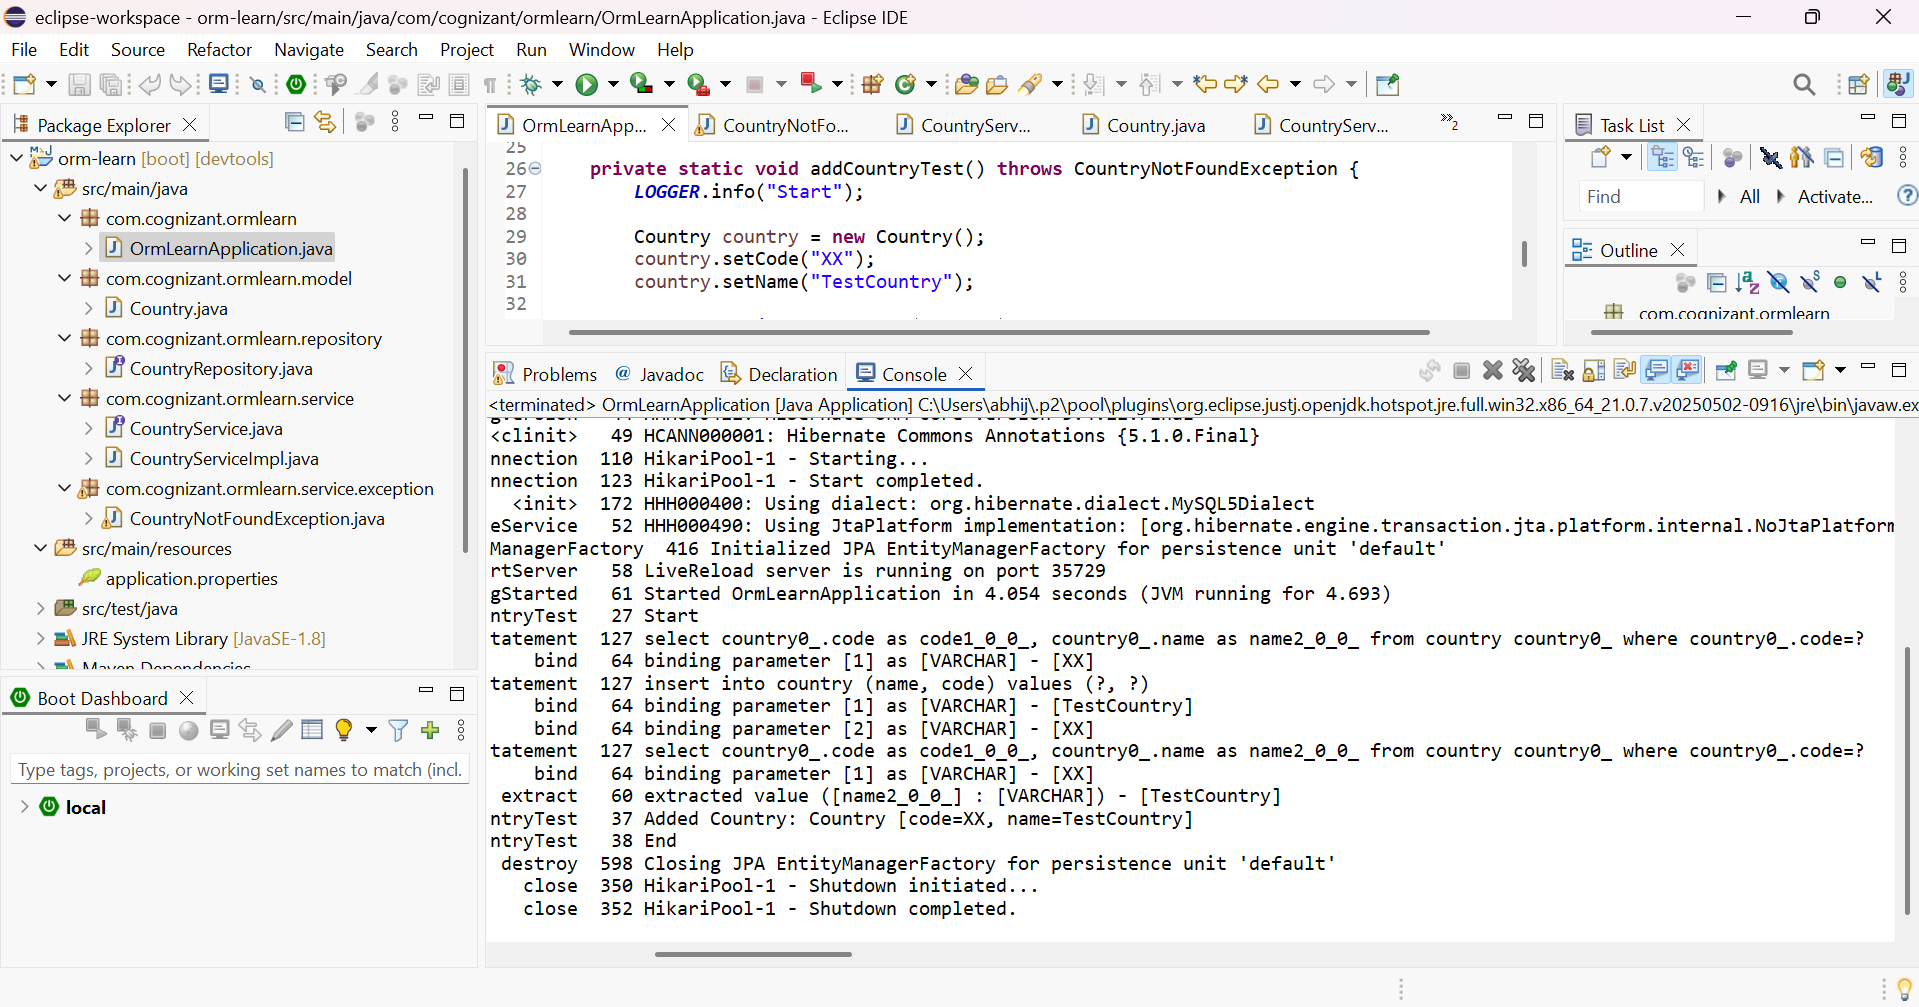 eclipse-workspace - orm-learn/src/main/java/com/cognizant/ormlearn/OrmLearnApplication.java - Eclipse IDE
File Edit Source Refactor Navigate Search Project Run Window Help
Package Explorer
orm-learn [boot] [devtools]
src/main/java
com.cognizant.ormlearn
OrmLearnApplication.java
com.cognizant.ormlearn.model
Country.java
com.cognizant.ormlearn.repository
CountryRepository.java
com.cognizant.ormlearn.service
CountryService.java
CountryServiceImpl.java
com.cognizant.ormlearn.service.exception
CountryNotFoundException.java
src/main/resources
application.properties
src/test/java
JRE System Library [JavaSE-1.8]
Maven Dependencies
Boot Dashboard
Type tags, projects, or working set names to match (incl.
local
OrmLearnApp... CountryNotFo... CountryServ... Country.java CountryServ... »2
25
26 private static void addCountryTest() throws CountryNotFoundException {
27 LOGGER.info("Start");
28
29 Country country = new Country();
30 country.setCode("XX");
31 country.setName("TestCountry");
32
Task List
Find All Activate...
Outline
com.cognizant.ormlearn
Problems Javadoc Declaration Console
<terminated> OrmLearnApplication [Java Application] C:\Users\abhij\.p2\pool\plugins\org.eclipse.justj.openjdk.hotspot.jre.full.win32.x86_64_21.0.7.v20250502-0916\jre\bin\javaw.ex
<clinit> 49 HCANN000001: Hibernate Commons Annotations {5.1.0.Final}
nnection 110 HikariPool-1 - Starting...
nnection 123 HikariPool-1 - Start completed.
<init> 172 HHH000400: Using dialect: org.hibernate.dialect.MySQL5Dialect
eService 52 HHH000490: Using JtaPlatform implementation: [org.hibernate.engine.transaction.jta.platform.internal.NoJtaPlatform
ManagerFactory 416 Initialized JPA EntityManagerFactory for persistence unit 'default'
rtServer 58 LiveReload server is running on port 35729
gStarted 61 Started OrmLearnApplication in 4.054 seconds (JVM running for 4.693)
ntryTest 27 Start
tatement 127 select country0_.code as code1_0_0_, country0_.name as name2_0_0_ from country country0_ where country0_.code=?
bind 64 binding parameter [1] as [VARCHAR] - [XX]
tatement 127 insert into country (name, code) values (?, ?)
bind 64 binding parameter [1] as [VARCHAR] - [TestCountry]
bind 64 binding parameter [2] as [VARCHAR] - [XX]
tatement 127 select country0_.code as code1_0_0_, country0_.name as name2_0_0_ from country country0_ where country0_.code=?
bind 64 binding parameter [1] as [VARCHAR] - [XX]
extract 60 extracted value ([name2_0_0_] : [VARCHAR]) - [TestCountry]
ntryTest 37 Added Country: Country [code=XX, name=TestCountry]
ntryTest 38 End
destroy 598 Closing JPA EntityManagerFactory for persistence unit 'default'
close 350 HikariPool-1 - Shutdown initiated...
close 352 HikariPool-1 - Shutdown completed.